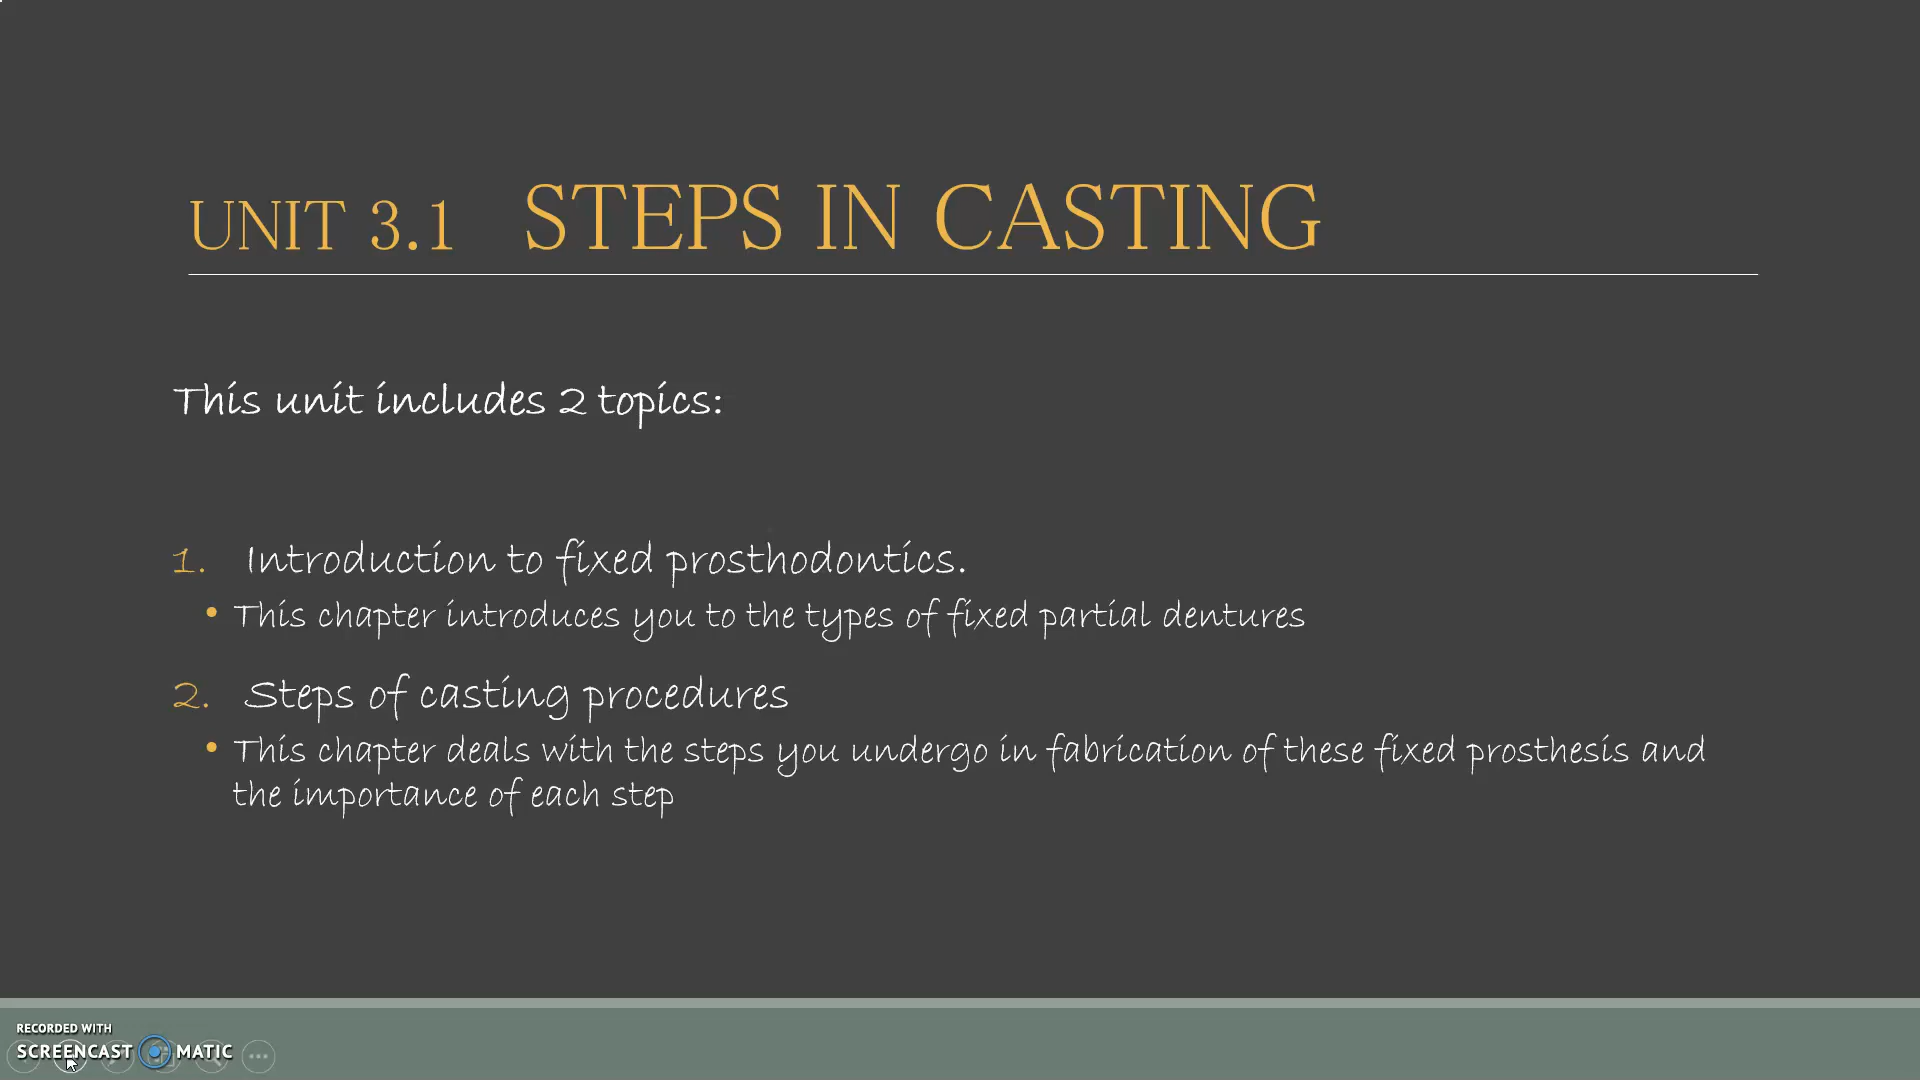 UNIT 3.1 STEPS IN CASTING
This unit includes 2 topics:
1. Introduction to fixed prosthodontics.
• This chapter introduces you to the types of fixed partial dentures
2. Steps of casting procedures
• This chapter deals with the steps you undergo in fabrication of these fixed prosthesis and
the importance of each step
RECORDED WITH
SCREENCAST MATIC